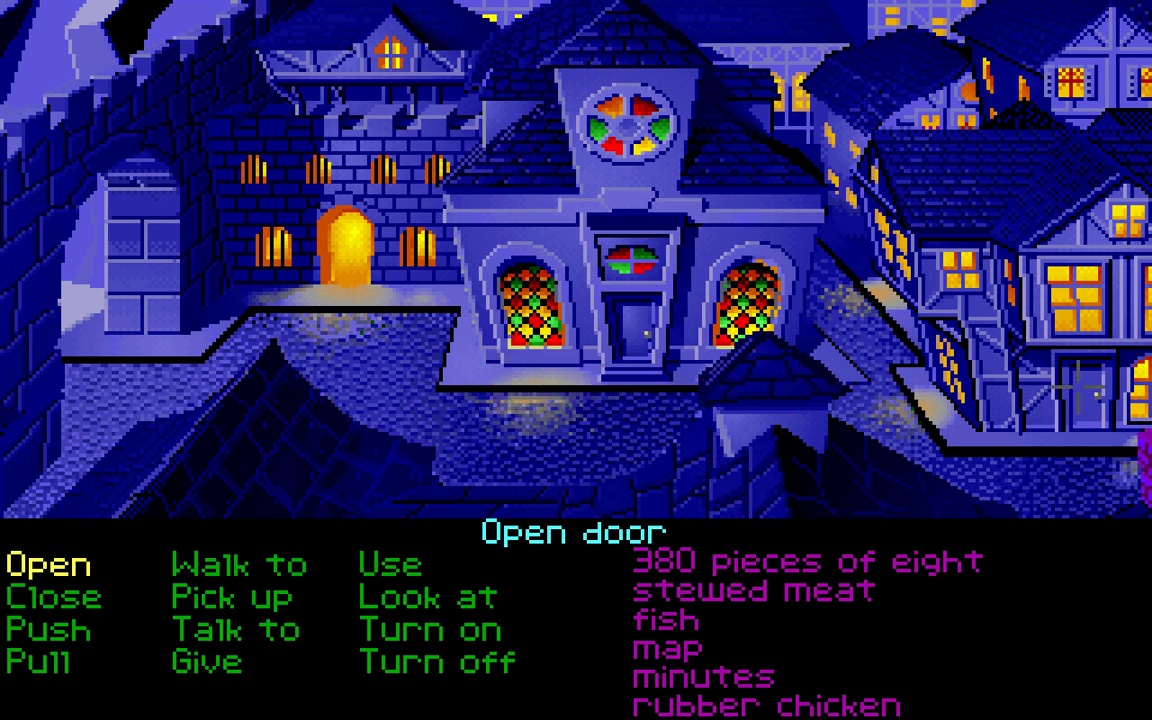 Open door
Open Walk to Use
Close Pick up Look at
Push Talk to Turn on
Pull Give Turn off
380 pieces of eight
stewed meat
fish
map
minutes
rubber chicken